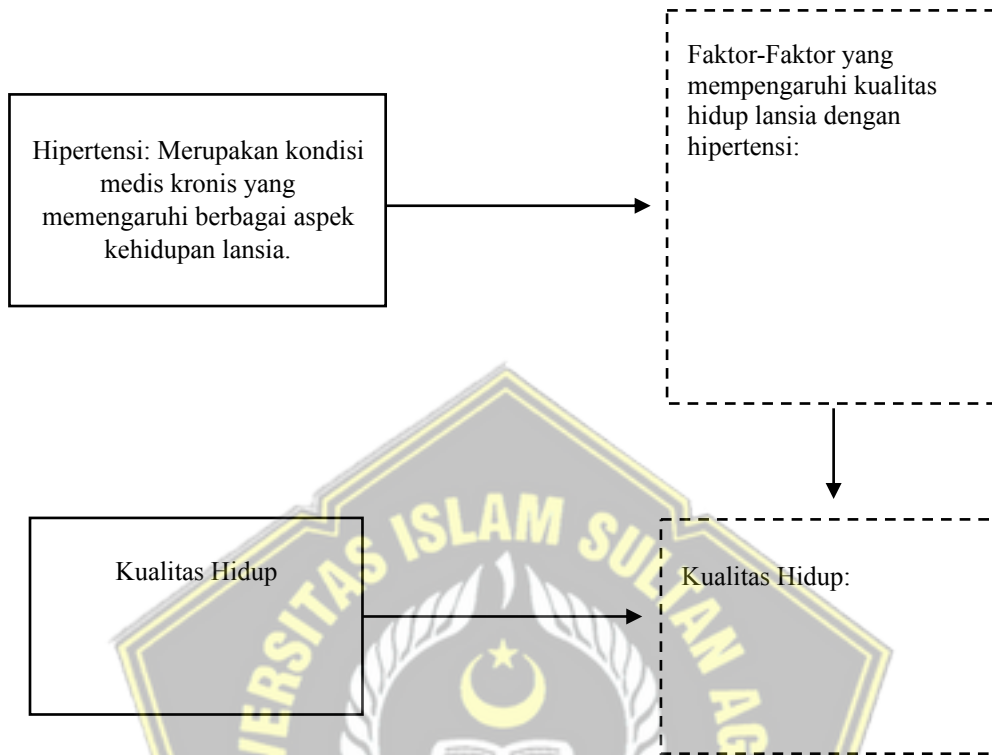 Faktor-Faktor yang
mempengaruhi kualitas
hidup lansia dengan
hipertensi:
Hipertensi: Merupakan kondisi
medis kronis yang
memengaruhi berbagai aspek
kehidupan lansia.
Kualitas Hidup
Kualitas Hidup:
VERSITAS ISLAM SULTAN AG